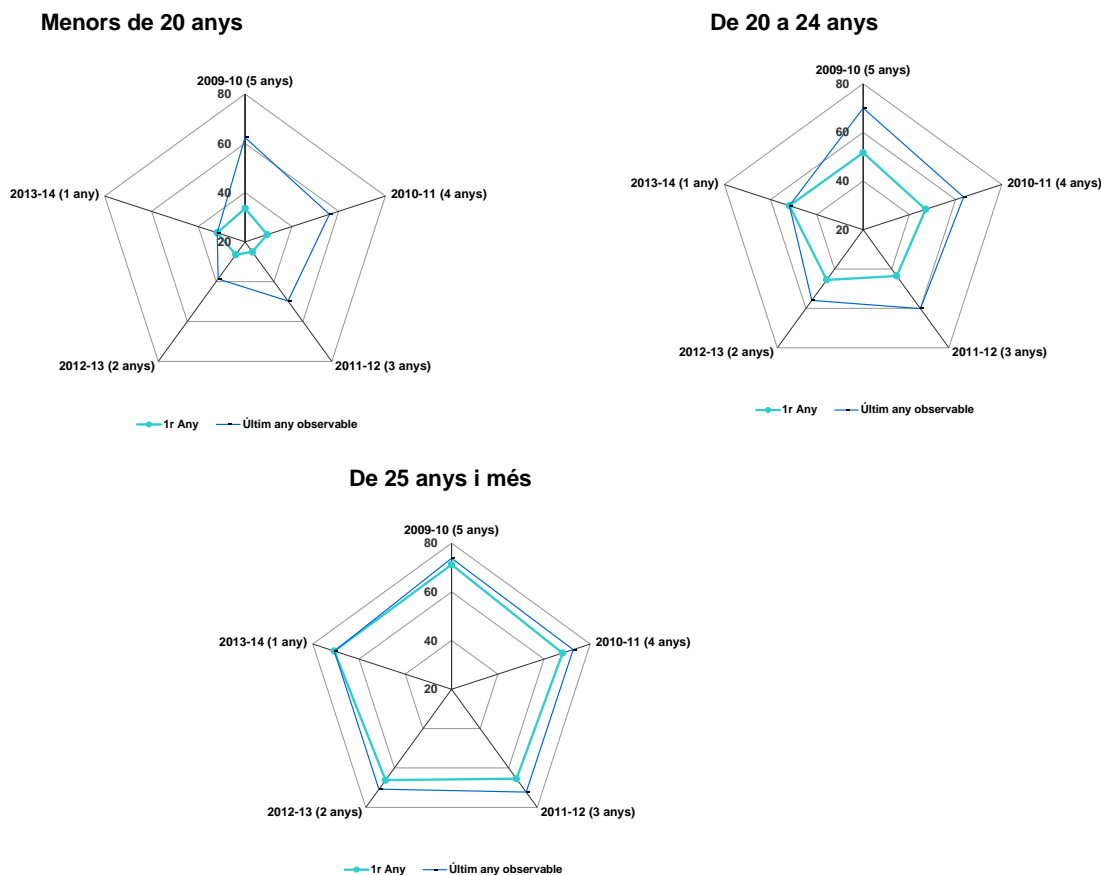 Menors de 20 anys
2009-10 (5 anys)
80
60
2013-14 (1 any)
40
2010-11 (4 anys)
20
2012-13 (2 anys)
2011-12 (3 anys)
1r Any
Últim any observable
De 20 a 24 anys
2009-10 (5 anys)
80
60
2013-14 (1 any)
40
2010-11 (4 anys)
20
2012-13 (2 anys)
2011-12 (3 anys)
1r Any
Últim any observable
De 25 anys i més
2009-10 (5 anys)
80
60
2013-14 (1 any)
40
2010-11 (4 anys)
20
2012-13 (2 anys)
2011-12 (3 anys)
1r Any
Últim any observable